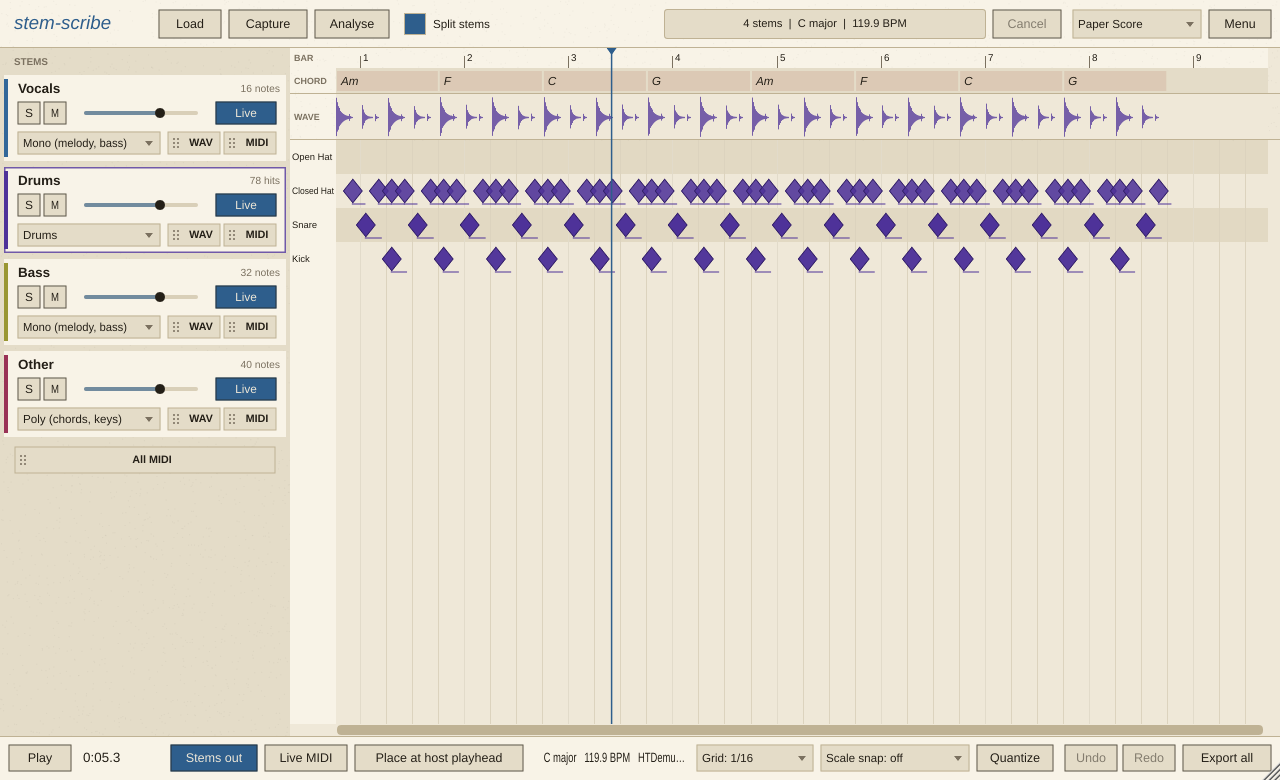 stem-scribe
Load
Capture
Analyse
Split stems
4 stems | C major | 119.9 BPM
Cancel
Paper Score
Menu
STEMS
Vocals
16 notes
S
M
Live
Mono (melody, bass)
WAV
MIDI
Drums
78 hits
S
M
Live
Drums
WAV
MIDI
Bass
32 notes
S
M
Live
Mono (melody, bass)
WAV
MIDI
Other
40 notes
S
M
Live
Poly (chords, keys)
WAV
MIDI
All MIDI
BAR
1 2 3 4 5 6 7 8 9
CHORD
Am F C G Am F C G
WAVE
Open Hat
Closed Hat
Snare
Kick
Play
0:05.3
Stems out
Live MIDI
Place at host playhead
C major 119.9 BPM HTDemu...
Grid: 1/16
Scale snap: off
Quantize
Undo
Redo
Export all